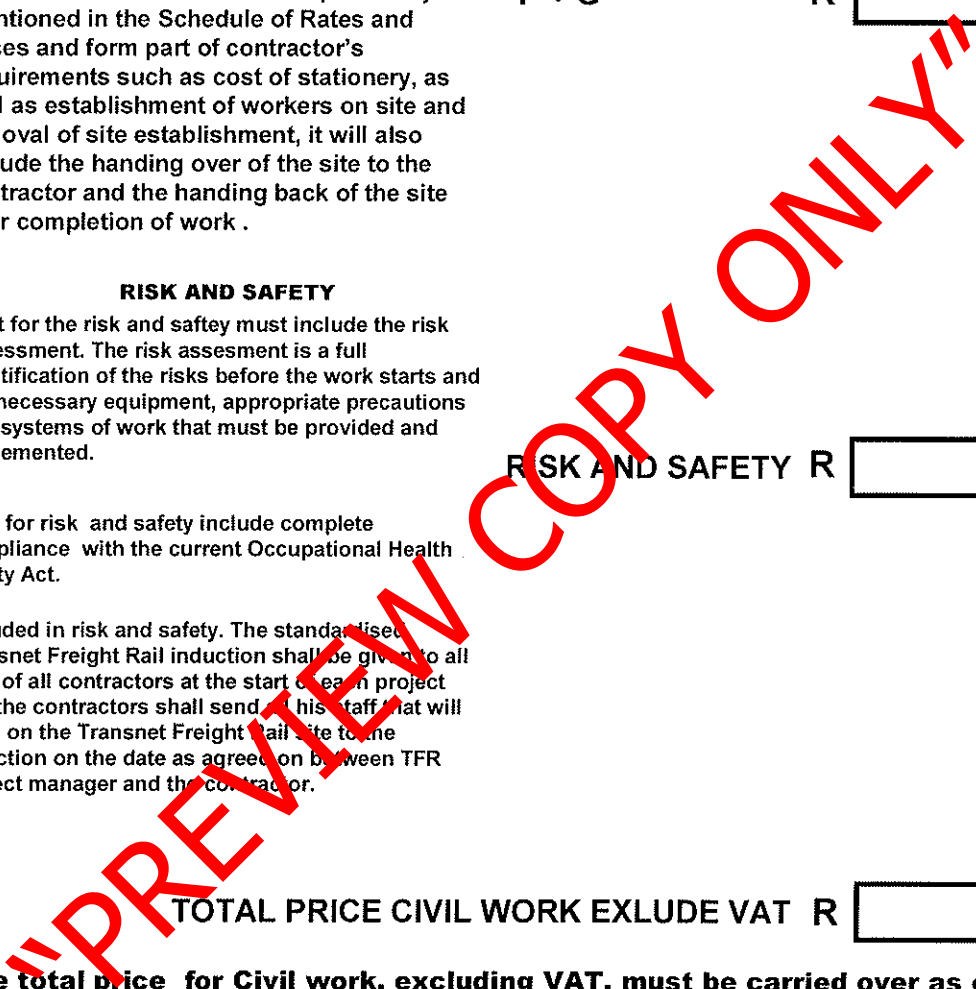 ntioned in the Schedule of Rates and
es and form part of contractor's
uirements such as cost of stationery, as
l as establishment of workers on site and
oval of site establishment, it will also
ude the handing over of the site to the
tractor and the handing back of the site
r completion of work .
RISK AND SAFETY
t for the risk and saftey must include the risk
essment. The risk assesment is a full
tification of the risks before the work starts and
necessary equipment, appropriate precautions
systems of work that must be provided and
emented.
RISK AND SAFETY R
for risk and safety include complete
pliance with the current Occupational Health
ty Act.
uded in risk and safety. The standardised
snet Freight Rail induction shall be given to all
of all contractors at the start of each project
the contractors shall send all his staff that will
on the Transnet Freight Rail site to the
ction on the date as agreed on between TFR
ect manager and the contractor.
TOTAL PRICE CIVIL WORK EXLUDE VAT R
e total price for Civil work, excluding VAT, must be carried over as
"PREVIEW COPY ONLY"